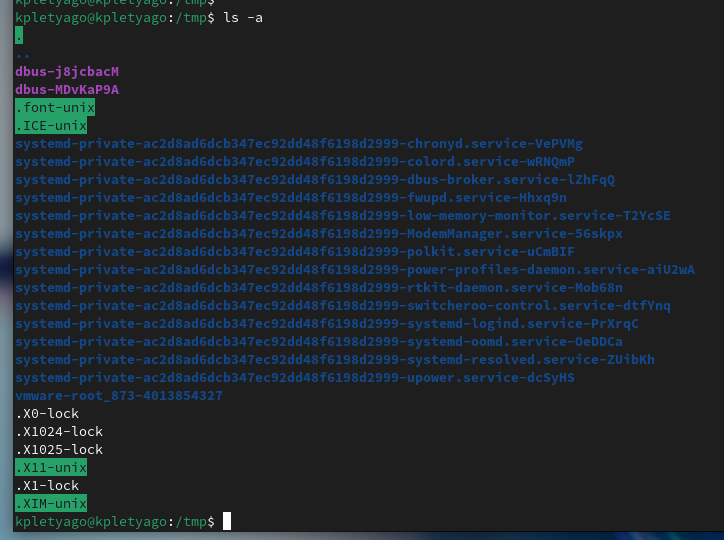 kpletyago@kpletyago:/tmp$
kpletyago@kpletyago:/tmp$ ls -a
.
..
dbus-j8jcbacM
dbus-MDvKaP9A
.font-unix
.ICE-unix
systemd-private-ac2d8ad6dcb347ec92dd48f6198d2999-chronyd.service-VePVMg
systemd-private-ac2d8ad6dcb347ec92dd48f6198d2999-colord.service-wRNQmP
systemd-private-ac2d8ad6dcb347ec92dd48f6198d2999-dbus-broker.service-lZhFqQ
systemd-private-ac2d8ad6dcb347ec92dd48f6198d2999-fwupd.service-Hhxq9n
systemd-private-ac2d8ad6dcb347ec92dd48f6198d2999-low-memory-monitor.service-T2YcSE
systemd-private-ac2d8ad6dcb347ec92dd48f6198d2999-ModemManager.service-56skpx
systemd-private-ac2d8ad6dcb347ec92dd48f6198d2999-polkit.service-uCmBIF
systemd-private-ac2d8ad6dcb347ec92dd48f6198d2999-power-profiles-daemon.service-aiU2wA
systemd-private-ac2d8ad6dcb347ec92dd48f6198d2999-rtkit-daemon.service-Mob68n
systemd-private-ac2d8ad6dcb347ec92dd48f6198d2999-switcheroo-control.service-dtfYnq
systemd-private-ac2d8ad6dcb347ec92dd48f6198d2999-systemd-logind.service-PrXrqC
systemd-private-ac2d8ad6dcb347ec92dd48f6198d2999-systemd-oomd.service-OeDDCa
systemd-private-ac2d8ad6dcb347ec92dd48f6198d2999-systemd-resolved.service-ZUibKh
systemd-private-ac2d8ad6dcb347ec92dd48f6198d2999-upower.service-dcSyHS
vmware-root_873-4013854327
.X0-lock
.X1024-lock
.X1025-lock
.X11-unix
.X1-lock
.XIM-unix
kpletyago@kpletyago:/tmp$